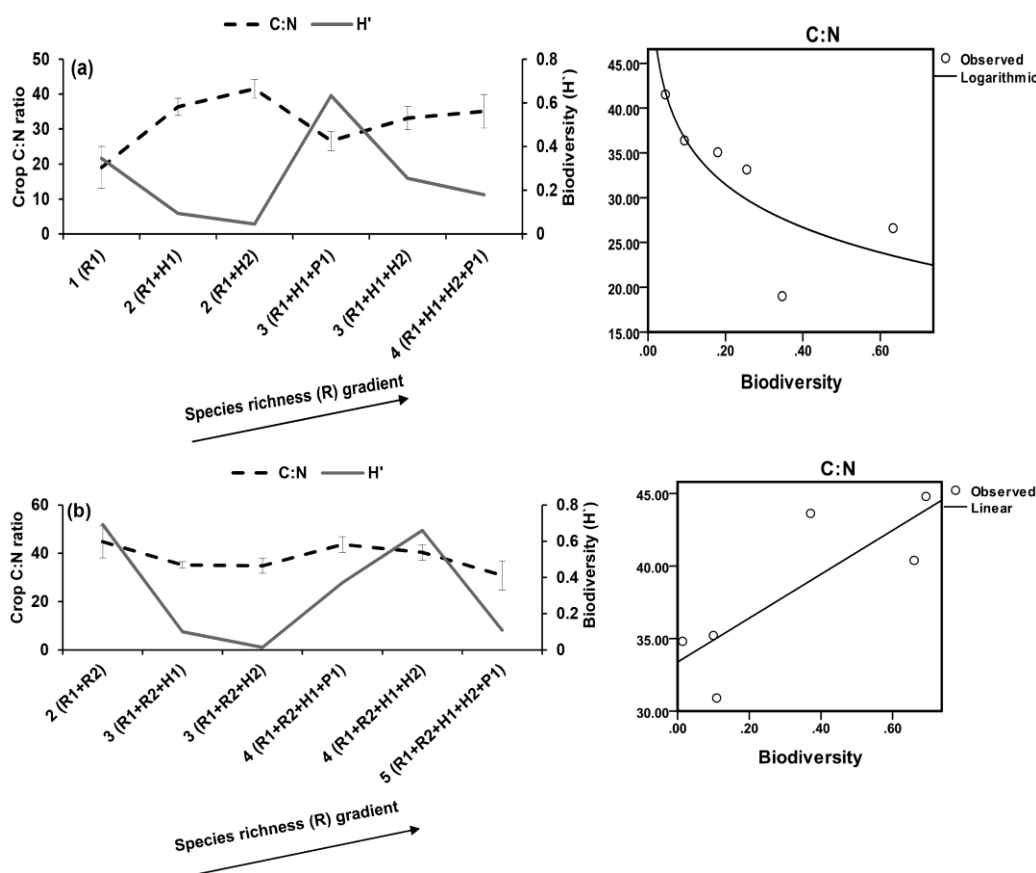 C:N H'
(a)
Crop C:N ratio
50
40
30
20
10
0
0.8
0.6
0.4
0.2
0
Biodiversity (H`)
1 (R1)
2 (R1+H1)
2 (R1+H2)
3 (R1+H1+P1)
3 (R1+H1+H2)
4 (R1+H1+H2+P1)
Species richness (R) gradient
C:N
Observed
Logarithmic
45.00
40.00
35.00
30.00
25.00
20.00
15.00
.00 .20 .40 .60
Biodiversity
C:N H'
(b)
Crop C:N ratio
60
40
20
0
0.8
0.6
0.4
0.2
0
Biodiversity (H`)
2 (R1+R2)
3 (R1+R2+H1)
3 (R1+R2+H2)
4 (R1+R2+H1+P1)
4 (R1+R2+H1+H2)
5 (R1+R2+H1+H2+P1)
Species richness (R) gradient
C:N
Observed
Linear
45.00
40.00
35.00
30.00
.00 .20 .40 .60
Biodiversity